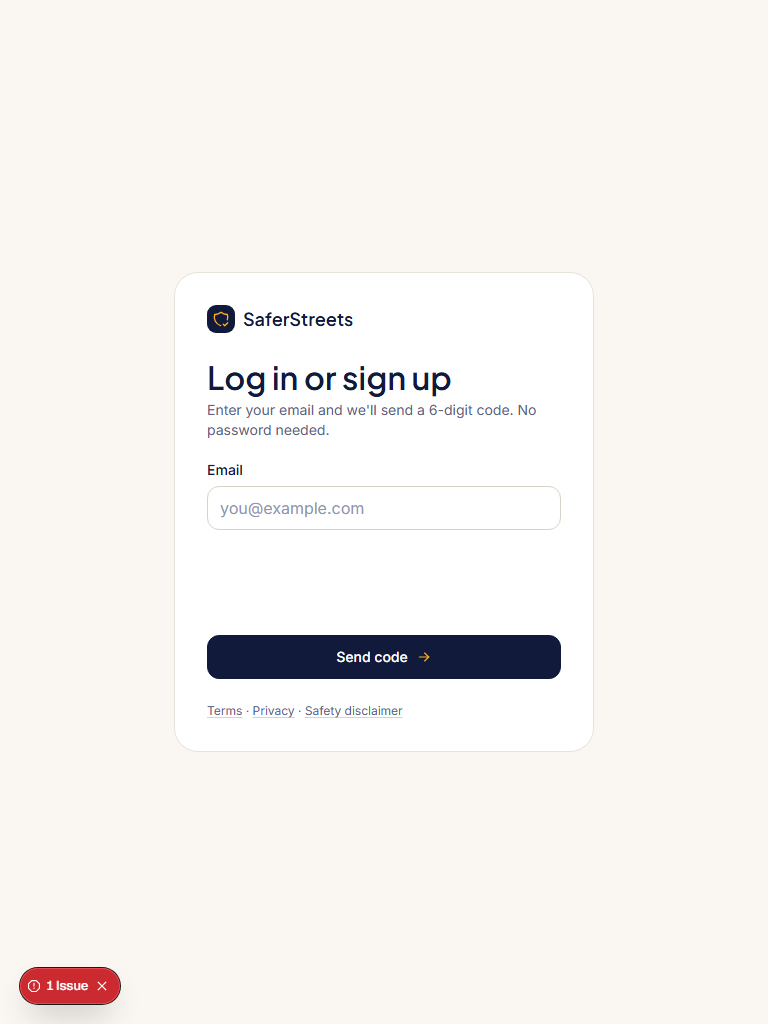 SaferStreets
Log in or sign up
Enter your email and we'll send a 6-digit code. No
password needed.
Email
you@example.com
Send code →
Terms · Privacy · Safety disclaimer
1 Issue